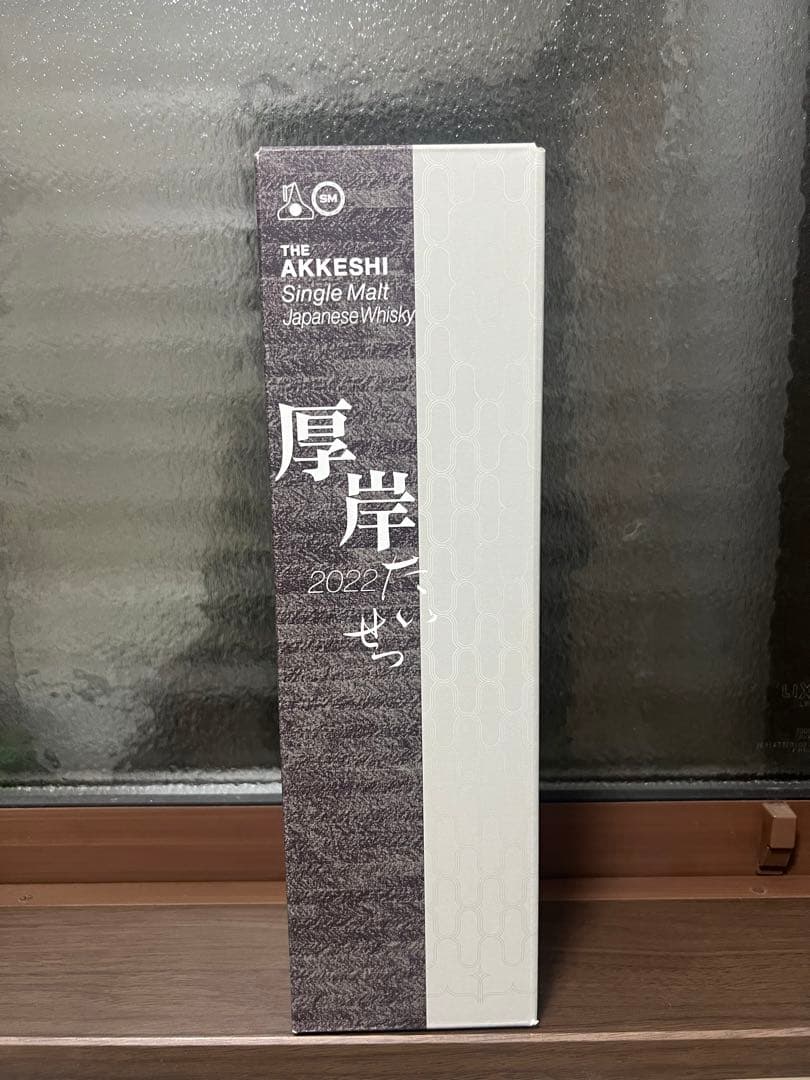 SM
THE
AKKESHI
Single Malt
Japanese Whisky
厚岸
2022
たいせつ